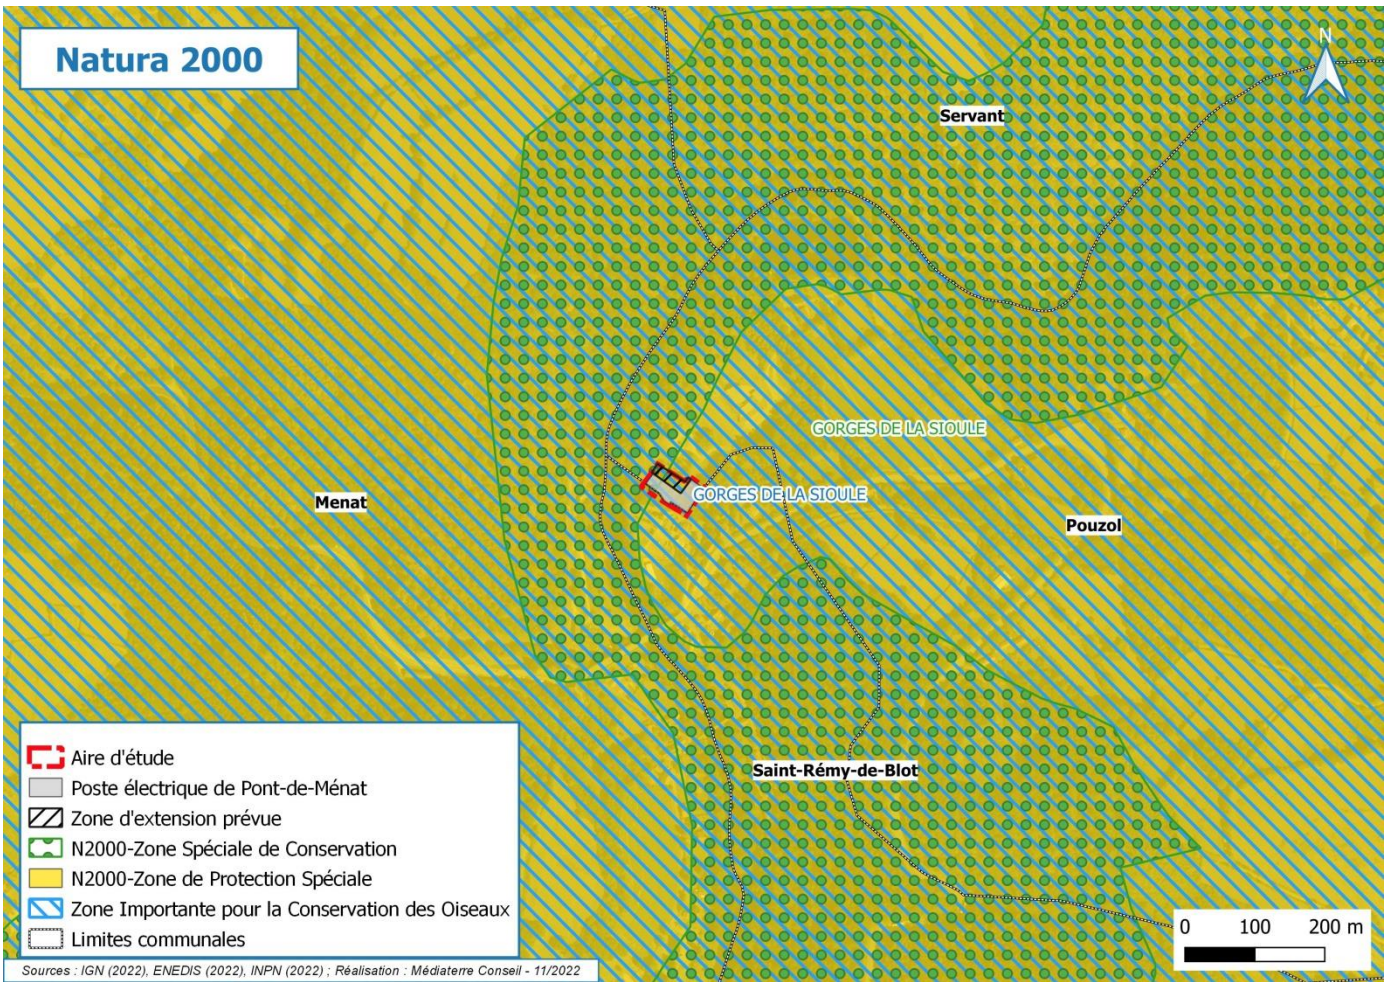 Natura 2000
N
Servant
GORGES DE LA SIOULE
GORGES DE LA SIOULE
Menat
Pouzol
Saint-Rémy-de-Blot
Aire d'étude
Poste électrique de Pont-de-Ménat
Zone d'extension prévue
N2000-Zone Spéciale de Conservation
N2000-Zone de Protection Spéciale
Zone Importante pour la Conservation des Oiseaux
Limites communales
0 100 200 m
Sources : IGN (2022), ENEDIS (2022), INPN (2022) ; Réalisation : Médiaterre Conseil - 11/2022